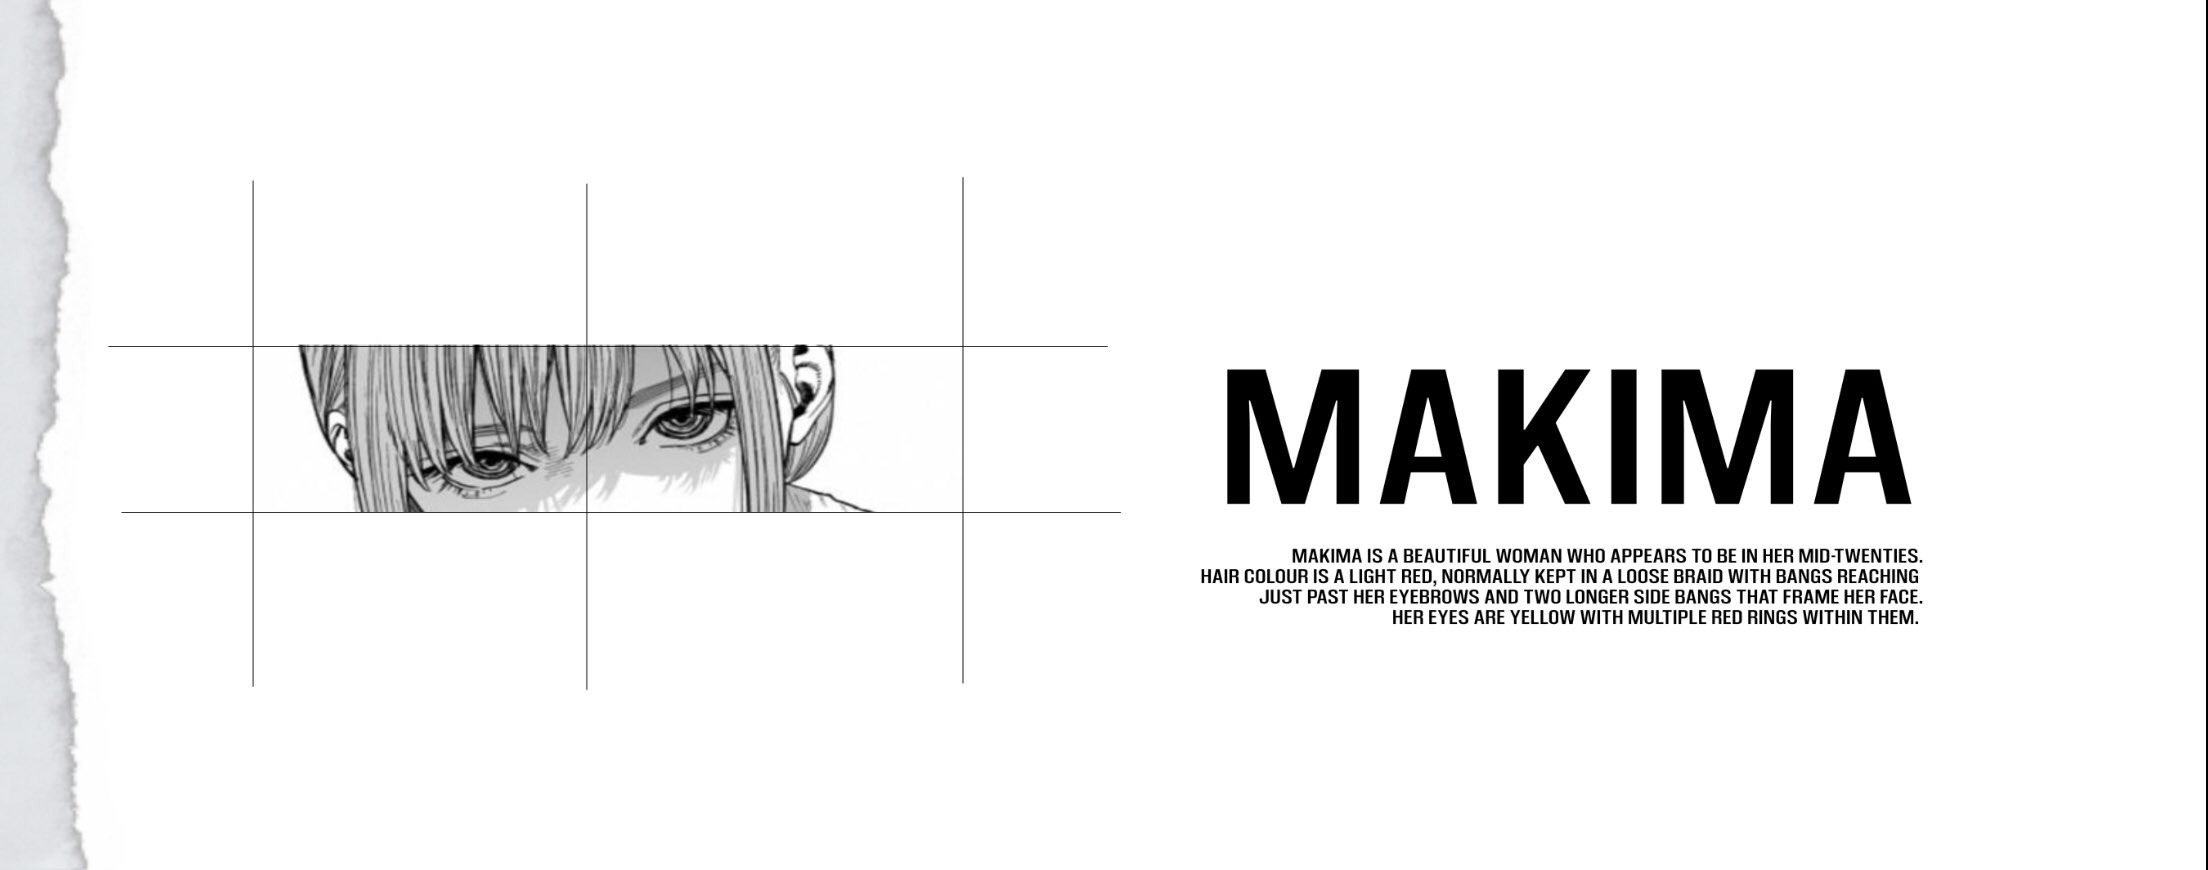 MAKIMA
MAKIMA IS A BEAUTIFUL WOMAN WHO APPEARS TO BE IN HER MID-TWENTIES.
HAIR COLOUR IS A LIGHT RED, NORMALLY KEPT IN A LOOSE BRAID WITH BANGS REACHING
JUST PAST HER EYEBROWS AND TWO LONGER SIDE BANGS THAT FRAME HER FACE.
HER EYES ARE YELLOW WITH MULTIPLE RED RINGS WITHIN THEM.